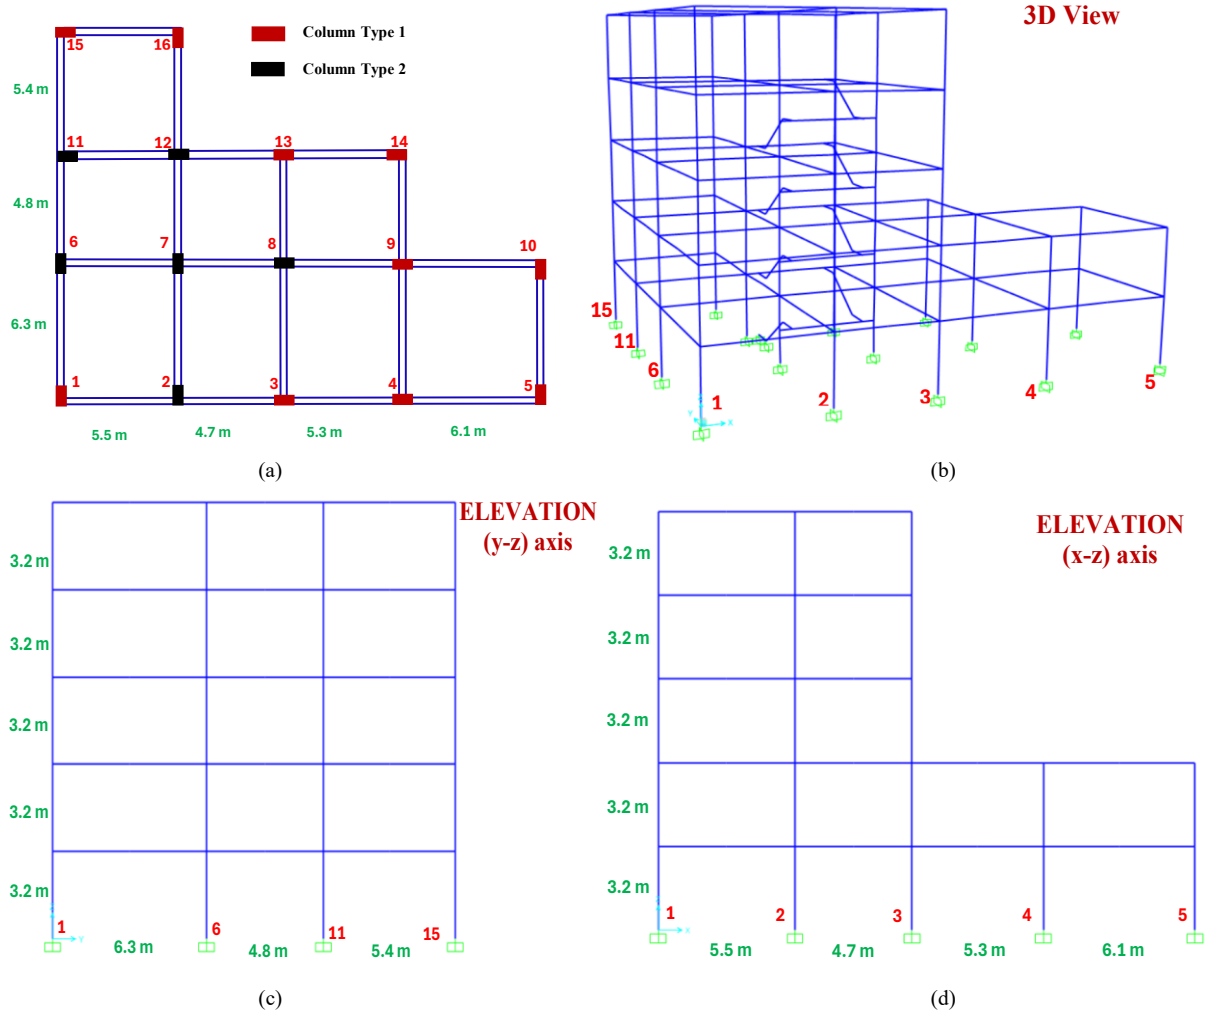 15
16
Column Type 1
Column Type 2
5.4 m
11
12
13
14
4.8 m
6
7
8
9
10
6.3 m
1
2
3
4
5
5.5 m
4.7 m
5.3 m
6.1 m
(a)
3D View
15
11
6
1
2
3
4
5
Y
X
(b)
ELEVATION
(y-z) axis
3.2 m
3.2 m
3.2 m
3.2 m
3.2 m
1
6
11
15
Y
6.3 m
4.8 m
5.4 m
(c)
ELEVATION
(x-z) axis
3.2 m
3.2 m
3.2 m
3.2 m
3.2 m
1
2
3
4
5
X
5.5 m
4.7 m
5.3 m
6.1 m
(d)